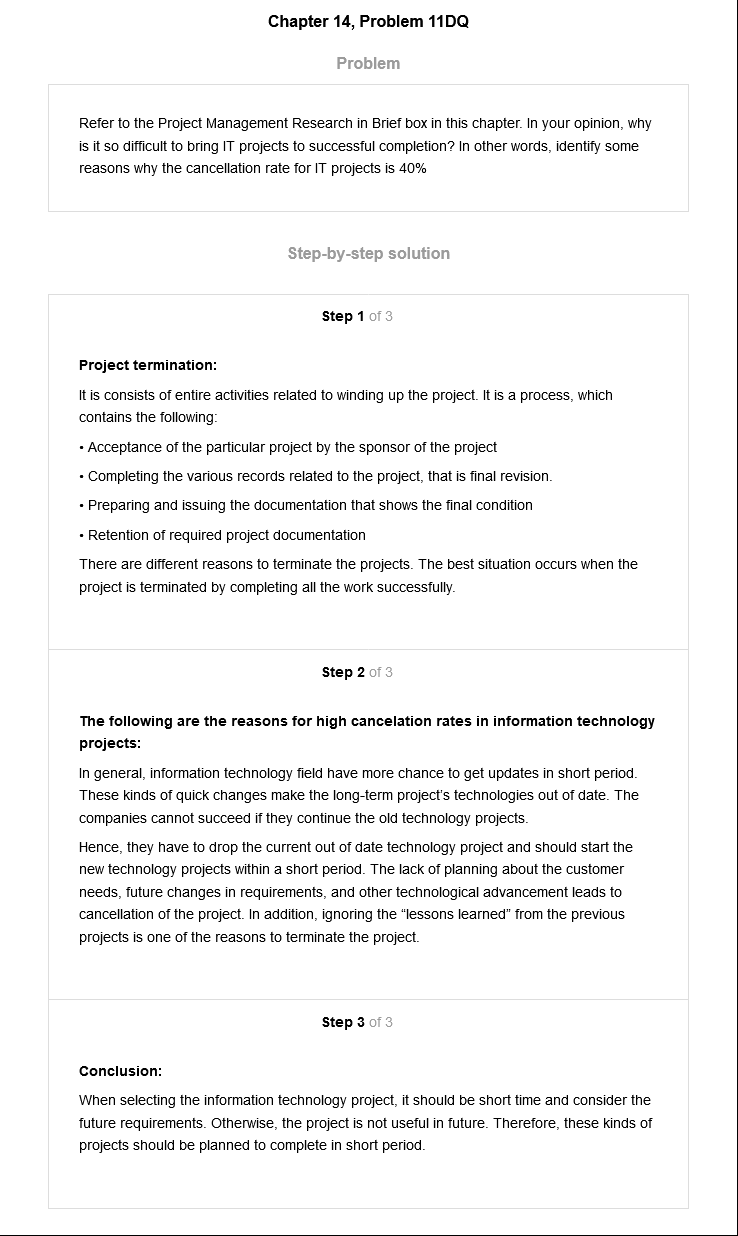 Chapter 14, Problem 11DQ
Problem
Refer to the Project Management Research in Brief box in this chapter. In your opinion, why
is it so difficult to bring IT projects to successful completion? In other words, identify some
reasons why the cancellation rate for IT projects is 40%
Step-by-step solution
Step 1 of 3
Project termination:
It is consists of entire activities related to winding up the project. It is a process, which
contains the following:
• Acceptance of the particular project by the sponsor of the project
• Completing the various records related to the project, that is final revision.
• Preparing and issuing the documentation that shows the final condition
• Retention of required project documentation
There are different reasons to terminate the projects. The best situation occurs when the
project is terminated by completing all the work successfully.
Step 2 of 3
The following are the reasons for high cancelation rates in information technology
projects:
In general, information technology field have more chance to get updates in short period.
These kinds of quick changes make the long-term project’s technologies out of date. The
companies cannot succeed if they continue the old technology projects.
Hence, they have to drop the current out of date technology project and should start the
new technology projects within a short period. The lack of planning about the customer
needs, future changes in requirements, and other technological advancement leads to
cancellation of the project. In addition, ignoring the “lessons learned” from the previous
projects is one of the reasons to terminate the project.
Step 3 of 3
Conclusion:
When selecting the information technology project, it should be short time and consider the
future requirements. Otherwise, the project is not useful in future. Therefore, these kinds of
projects should be planned to complete in short period.